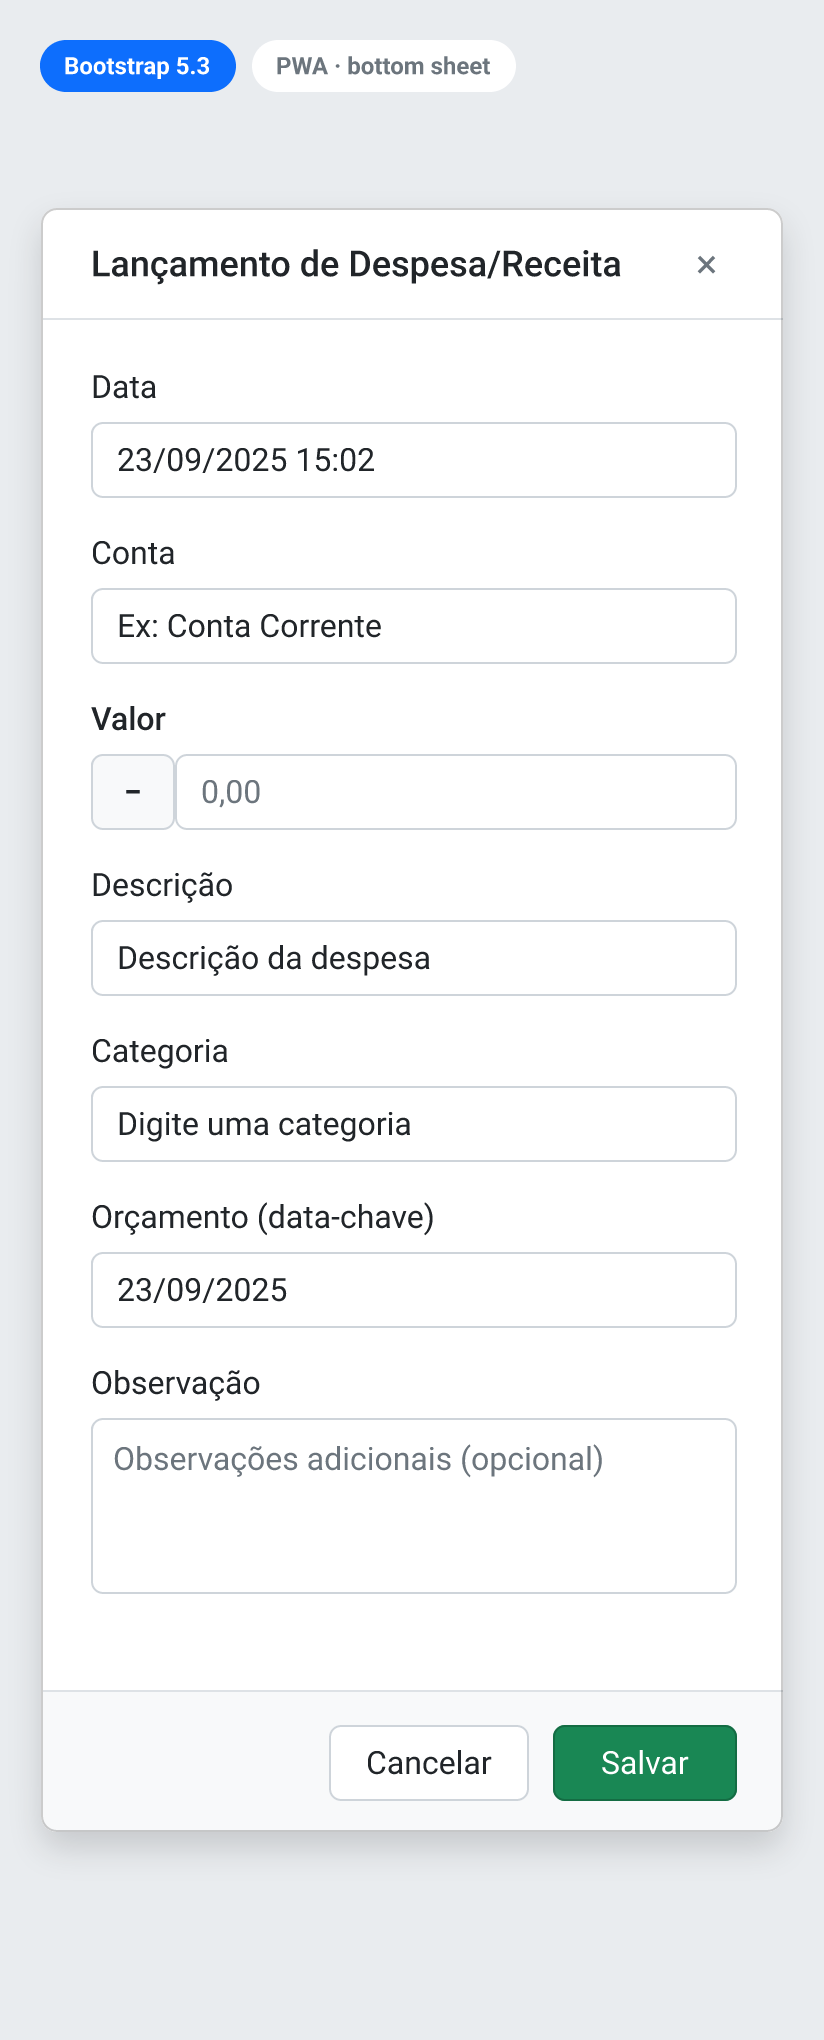 Bootstrap 5.3
PWA · bottom sheet
Lançamento de Despesa/Receita
×
Data
23/09/2025 15:02
Conta
Ex: Conta Corrente
Valor
−
0,00
Descrição
Descrição da despesa
Categoria
Digite uma categoria
Orçamento (data-chave)
23/09/2025
Observação
Observações adicionais (opcional)
Cancelar
Salvar